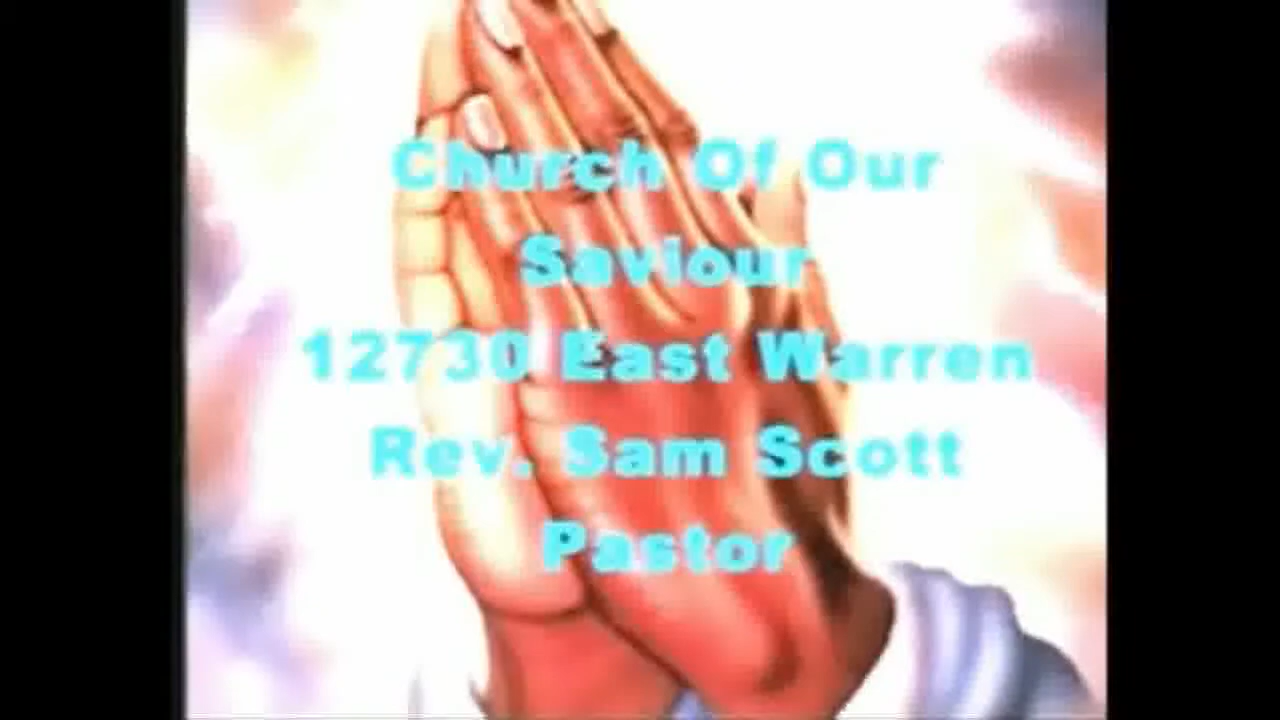 Church Of Our
Saviour
12730 East Warren
Rev. Sam Scott
Pastor